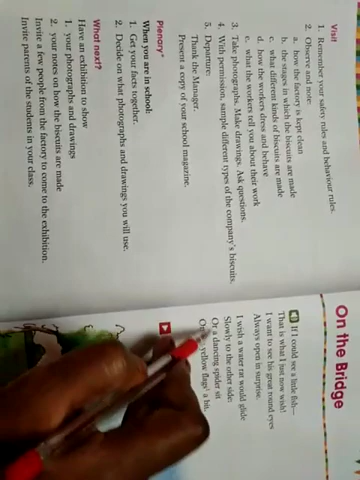 Visit
1. Remember your safety rules and behaviour rules.
2. Observe and note:
a. how the factory is kept clean
b. the stages in which the biscuits are made
c. what different kinds of biscuits are made
d. how the workers dress and behave
e. what the workers tell you about their work
3. Take photographs. Make drawings. Ask questions.
4. With permission, sample different types of the company's biscuits.
5. Departure:
Thank the Manager.
Present a copy of your school magazine.
Plenary*
When you are in school:
1. Get your facts together.
2. Decide on what photographs and drawings you will use.
What next?
Have an exhibition to show
1. your photographs and drawings
2. your notes on how the biscuits are made
Invite a few people from the factory to come to the exhibition.
Invite parents of the students in your class.
On the Bridge
If I could see a little fish—
That is what I just now wish!
I want to see his great round eyes
Always open in surprise.
I wish a water rat would glide
Slowly to the other side:
Or a dancing spider sit
On yellow flags a bit.